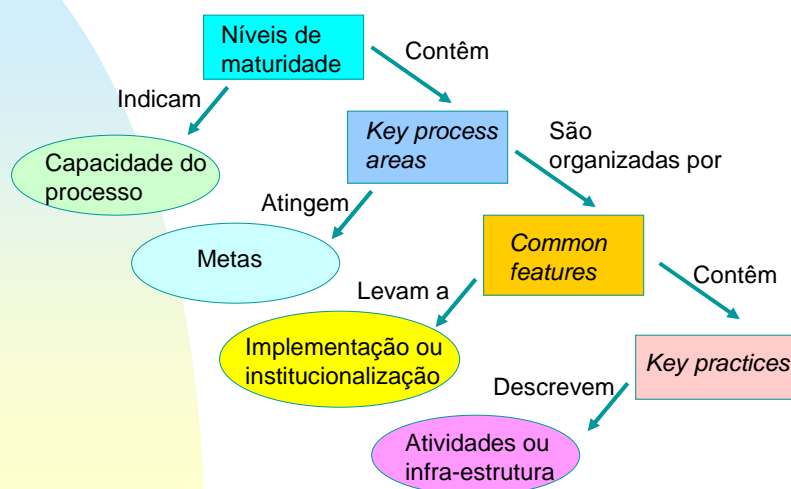 Níveis de
maturidade
Contêm
Indicam
Key process
areas
São
organizadas por
Capacidade do
processo
Atingem
Metas
Common
features
Contêm
Levam a
Implementação ou
institucionalização
Key practices
Descrevem
Atividades ou
infra-estrutura